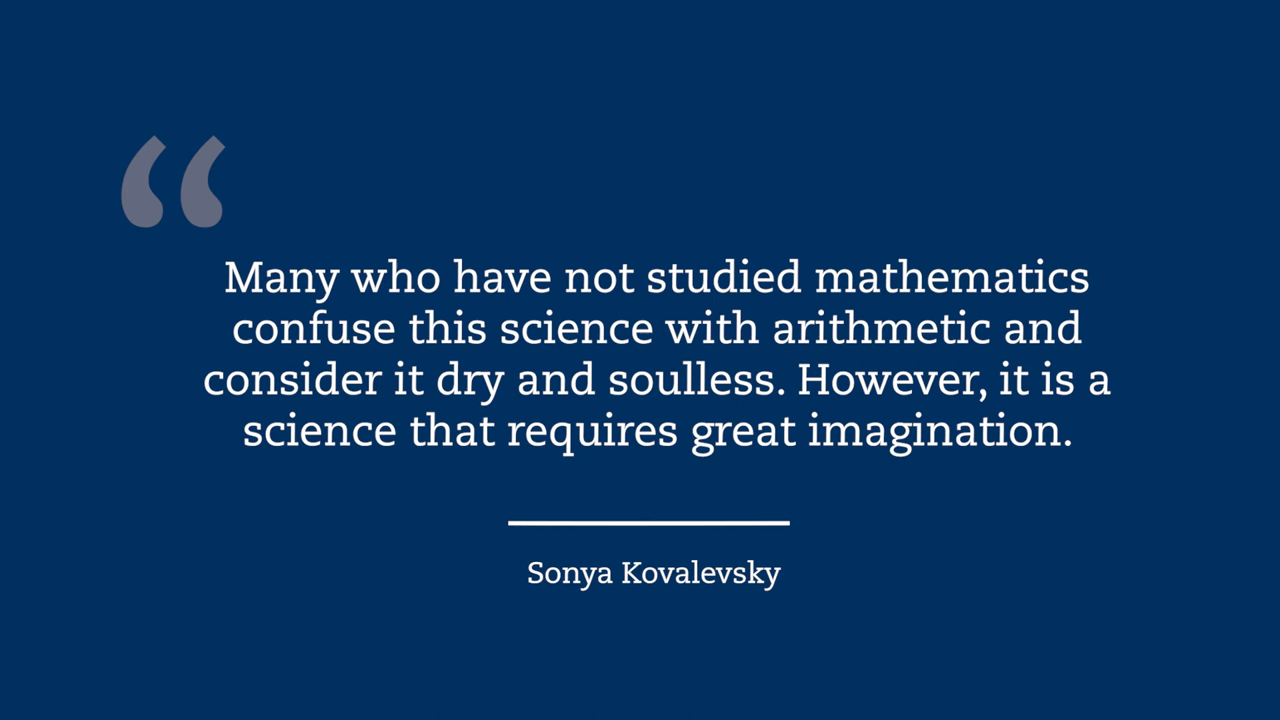 “
Many who have not studied mathematics
confuse this science with arithmetic and
consider it dry and soulless. However, it is a
science that requires great imagination.
Sonya Kovalevsky